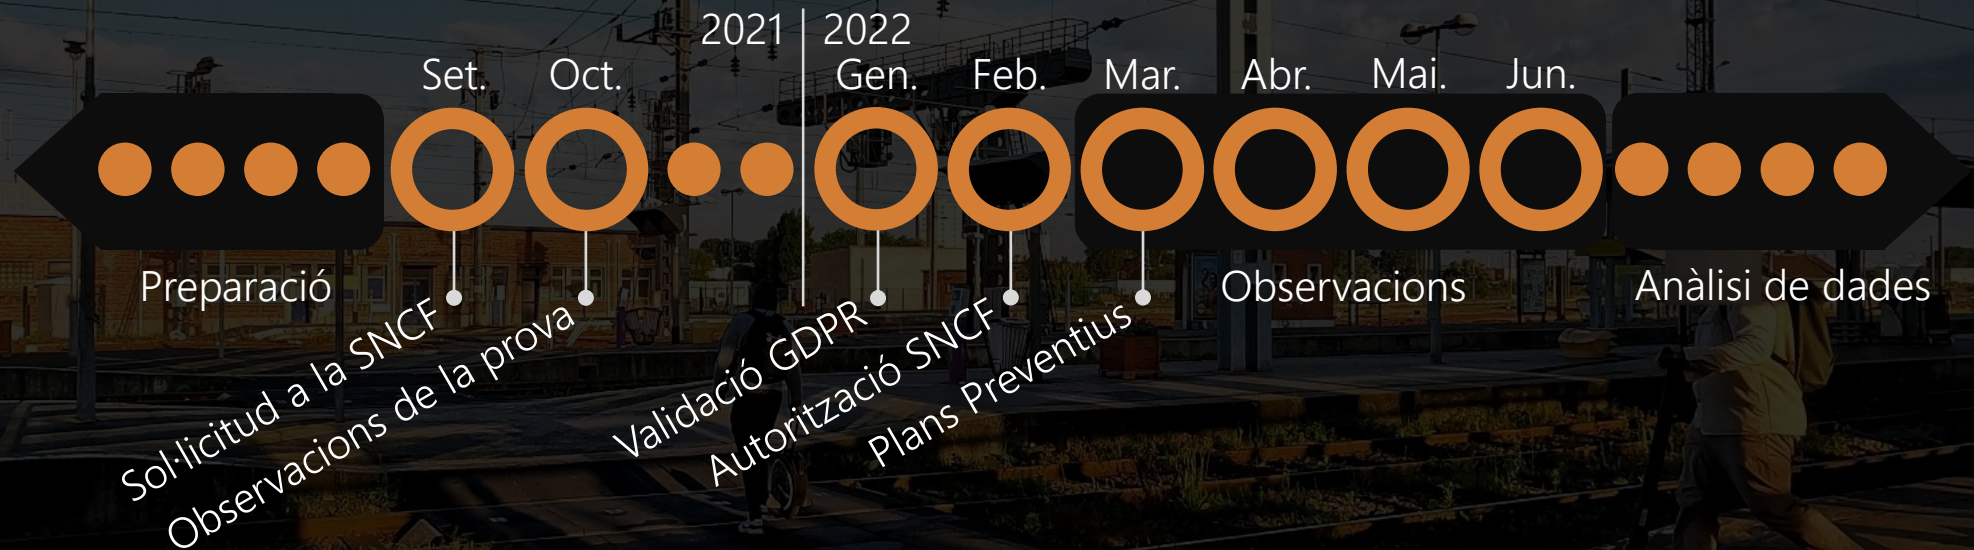 2021
2022
Set.
Oct.
Gen.
Feb.
Mar.
Abr.
Mai.
Jun.
Preparació
Observacions
Anàlisi de dades
Sol·licitud a la SNCF
Observacions de la prova
Validació GDPR
Autorització SNCF
Plans Preventius